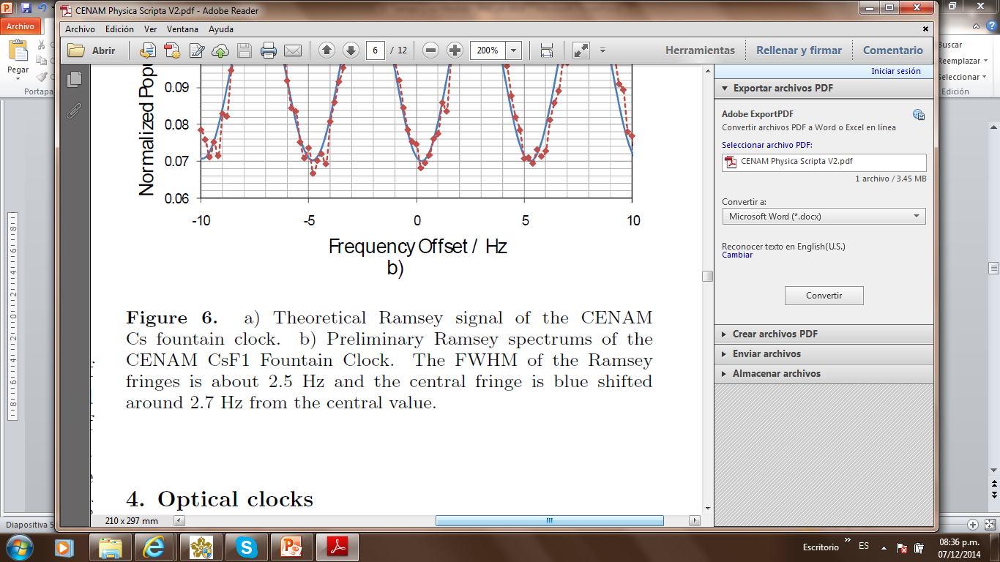 CENAM Physica Scripta V2.pdf - Adobe Reader
Archivo
Archivo Edición Ver Ventana Ayuda
Pegar
Portapa
Abrir
6 / 12
200%
Herramientas
Rellenar y firmar
Comentario
Buscar
Reemplazar
Seleccionar
Edición
Normalized Popu
0.09
0.08
0.07
0.06
-10 -5 0 5 10
Frequency Offset / Hz
b)
Figure 6. a) Theoretical Ramsey signal of the CENAM
Cs fountain clock. b) Preliminary Ramsey spectrums of the
CENAM CsF1 Fountain Clock. The FWHM of the Ramsey
fringes is about 2.5 Hz and the central fringe is blue shifted
around 2.7 Hz from the central value.
4. Optical clocks
210 x 297 mm
Iniciar sesión
Exportar archivos PDF
Adobe ExportPDF
Convertir archivos PDF a Word o Excel en línea
Seleccionar archivo PDF:
CENAM Physica Scripta V2.pdf
1 archivo / 3.45 MB
Convertir a:
Microsoft Word (*.docx)
Reconocer texto en English(U.S.)
Cambiar
Convertir
Crear archivos PDF
Enviar archivos
Almacenar archivos
Diapositiva 5
Escritorio
ES
08:36 p.m.
07/12/2014